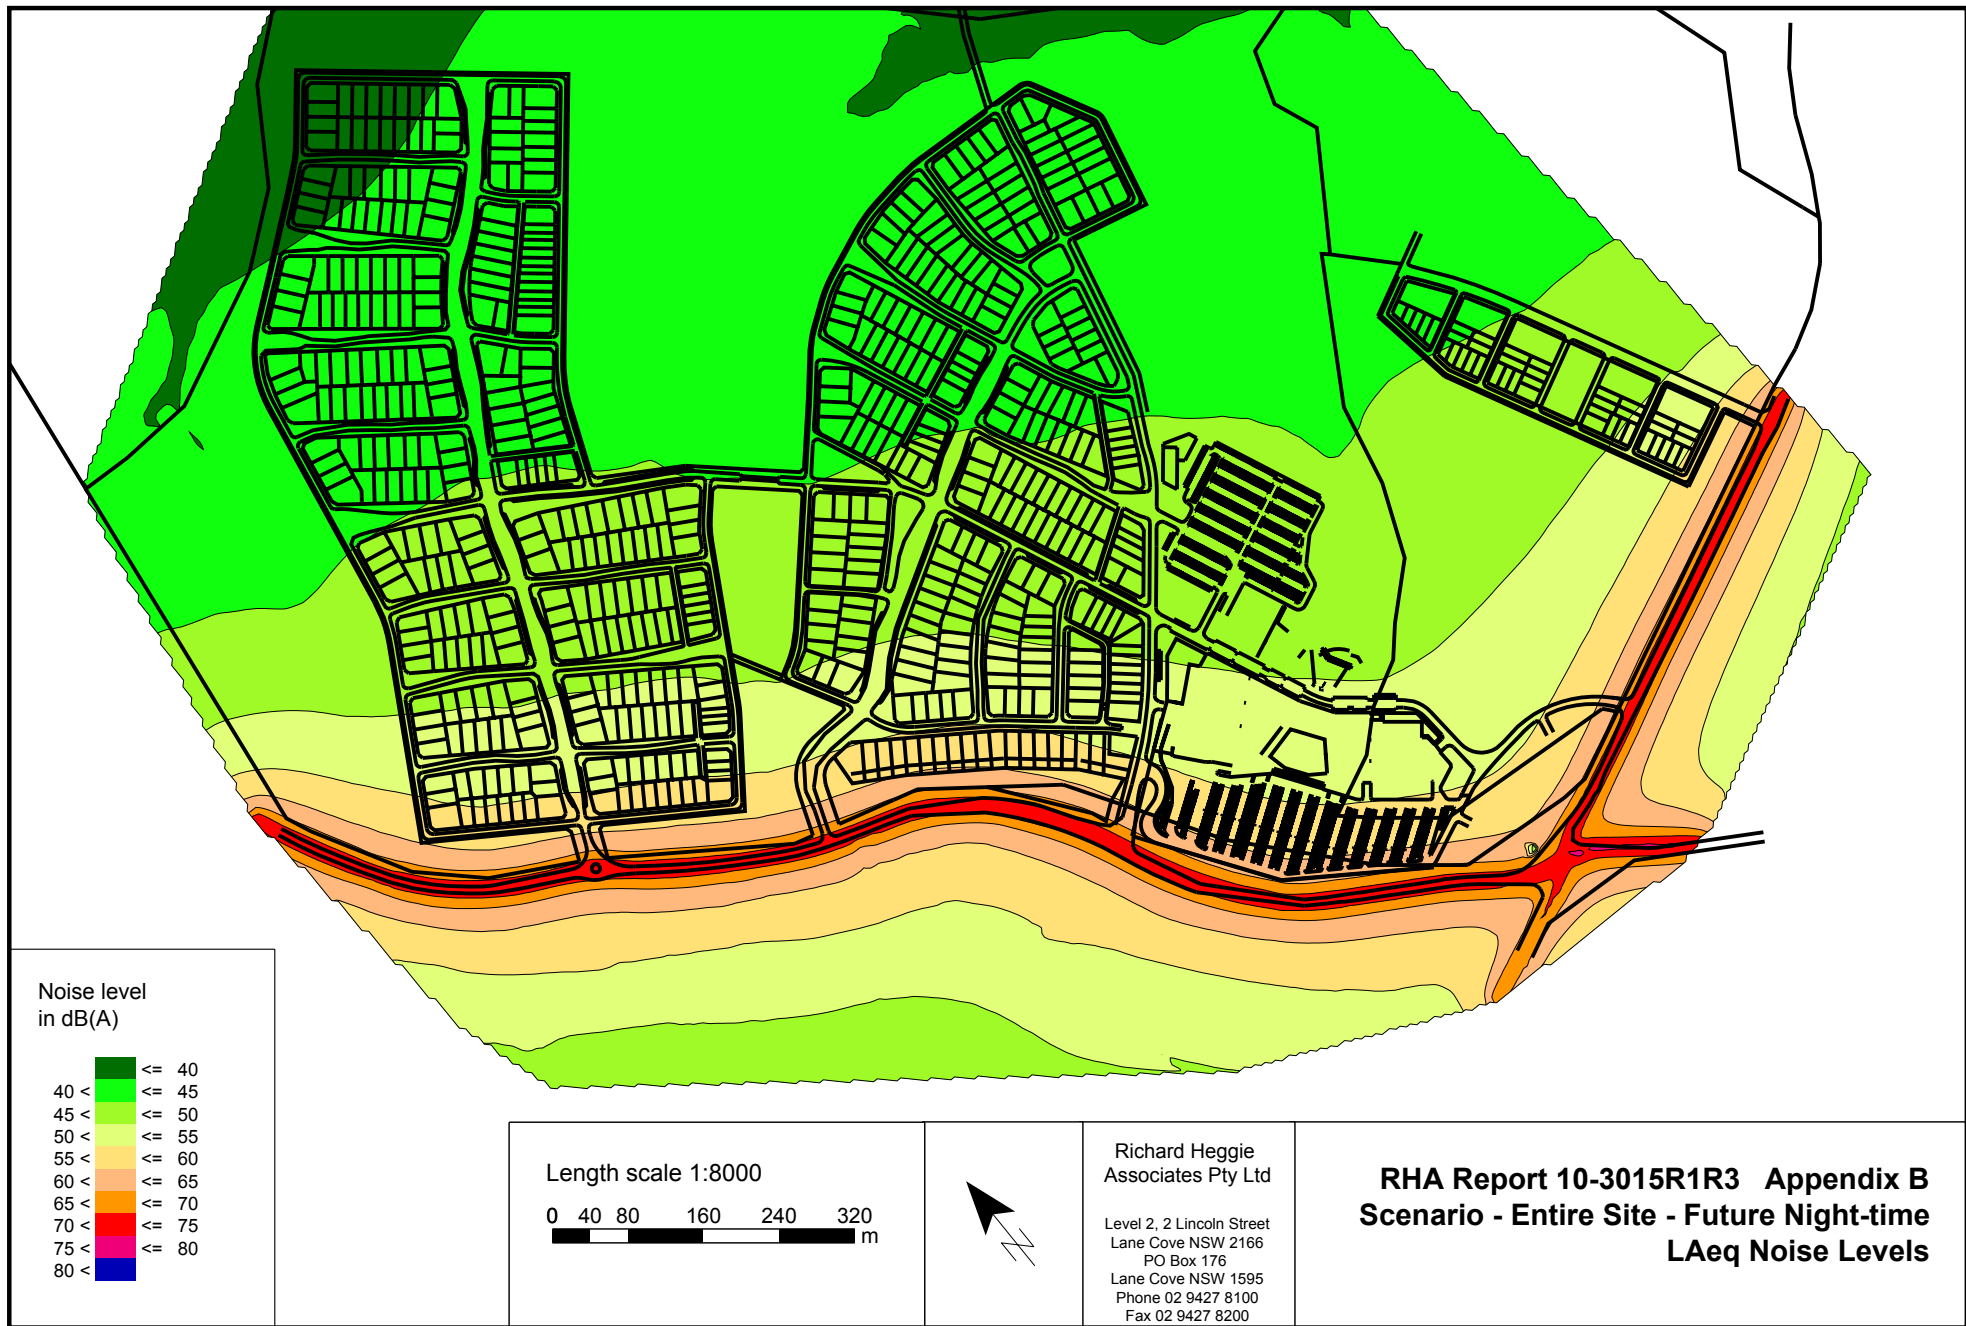 Noise level
in dB(A)
<= 40
40 < <= 45
45 < <= 50
50 < <= 55
55 < <= 60
60 < <= 65
65 < <= 70
70 < <= 75
75 < <= 80
80 <
Length scale 1:8000
0 40 80 160 240 320
m
N
Richard Heggie
Associates Pty Ltd
Level 2, 2 Lincoln Street
Lane Cove NSW 2166
PO Box 176
Lane Cove NSW 1595
Phone 02 9427 8100
Fax 02 9427 8200
RHA Report 10-3015R1R3 Appendix B
Scenario - Entire Site - Future Night-time
LAeq Noise Levels